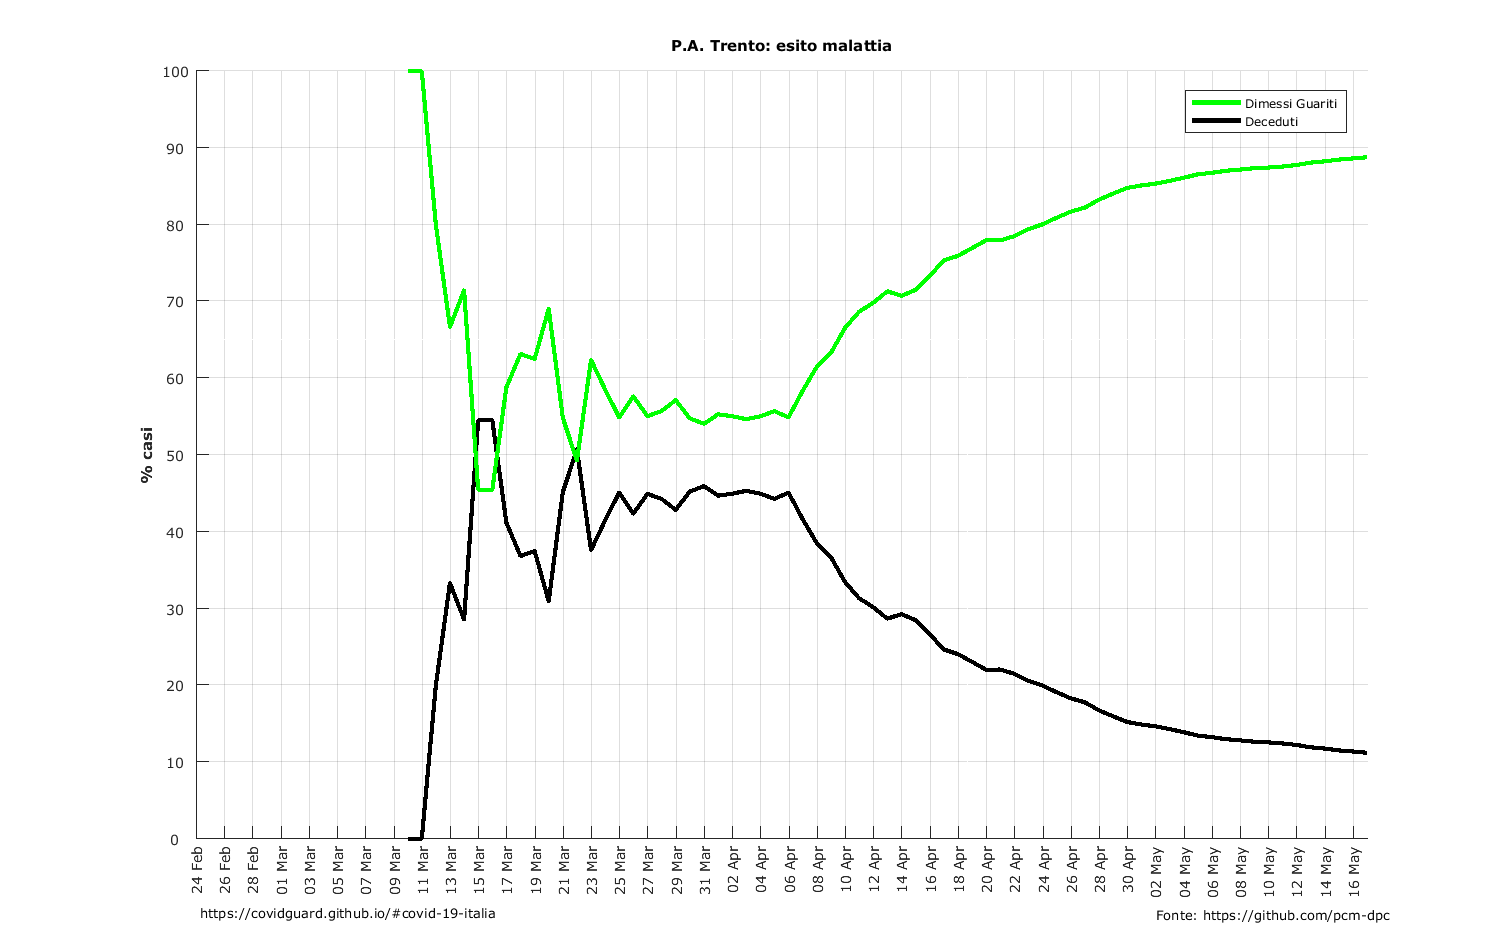 P.A. Trento: esito malattia
100
90
80
70
60
50
40
30
20
10
0
% casi
Dimessi Guariti
Deceduti
24 Feb
26 Feb
28 Feb
01 Mar
03 Mar
05 Mar
07 Mar
09 Mar
11 Mar
13 Mar
15 Mar
17 Mar
19 Mar
21 Mar
23 Mar
25 Mar
27 Mar
29 Mar
31 Mar
02 Apr
04 Apr
06 Apr
08 Apr
10 Apr
12 Apr
14 Apr
16 Apr
18 Apr
20 Apr
22 Apr
24 Apr
26 Apr
28 Apr
30 Apr
02 May
04 May
06 May
08 May
10 May
12 May
14 May
16 May
https://covidguard.github.io/#covid-19-italia
Fonte: https://github.com/pcm-dpc